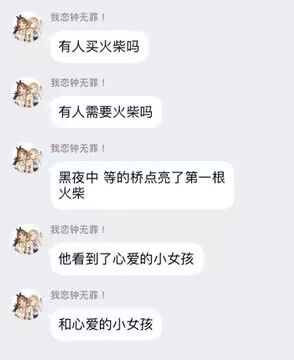 我恋钟无罪！
有人买火柴吗
我恋钟无罪！
有人需要火柴吗
我恋钟无罪！
黑夜中 等的桥点亮了第一根
火柴
我恋钟无罪！
他看到了心爱的小女孩
我恋钟无罪！
和心爱的小女孩